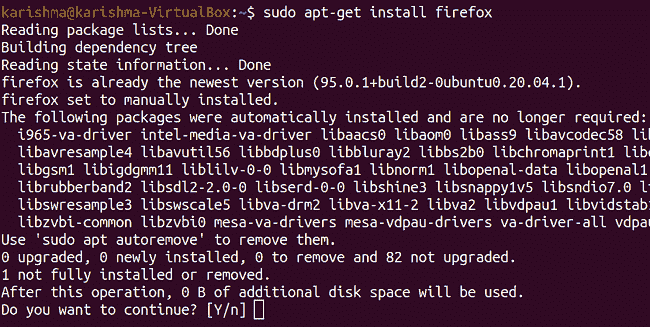 karishma@karishma-VirtualBox:~$ sudo apt-get install firefox
Reading package lists... Done
Building dependency tree
Reading state information... Done
firefox is already the newest version (95.0.1+build2-0ubuntu0.20.04.1).
firefox set to manually installed.
The following packages were automatically installed and are no longer required:
i965-va-driver intel-media-va-driver libaacs0 libaom0 libass9 libavcodec58 lib
libavresample4 libavutil56 libbdplus0 libbluray2 libbs2b0 libchromaprint1
libgsm1 libigdgmm11 liblilv-0-0 libmysofa1 libnorm1 libopenal-data libopenal1
librubberband2 libsdl2-2.0-0 libserd-0-0 libshine3 libsnappy1v5 libsndio7.0
libswresample3 libswscale5 libva-drm2 libva-x11-2 libva2 libvdpau1 libvidstab
libzvbi-common libzvbi0 mesa-va-drivers mesa-vdpau-drivers va-driver-all vdpau
Use 'sudo apt autoremove' to remove them.
0 upgraded, 0 newly installed, 0 to remove and 82 not upgraded.
1 not fully installed or removed.
After this operation, 0 B of additional disk space will be used.
Do you want to continue? [Y/n]